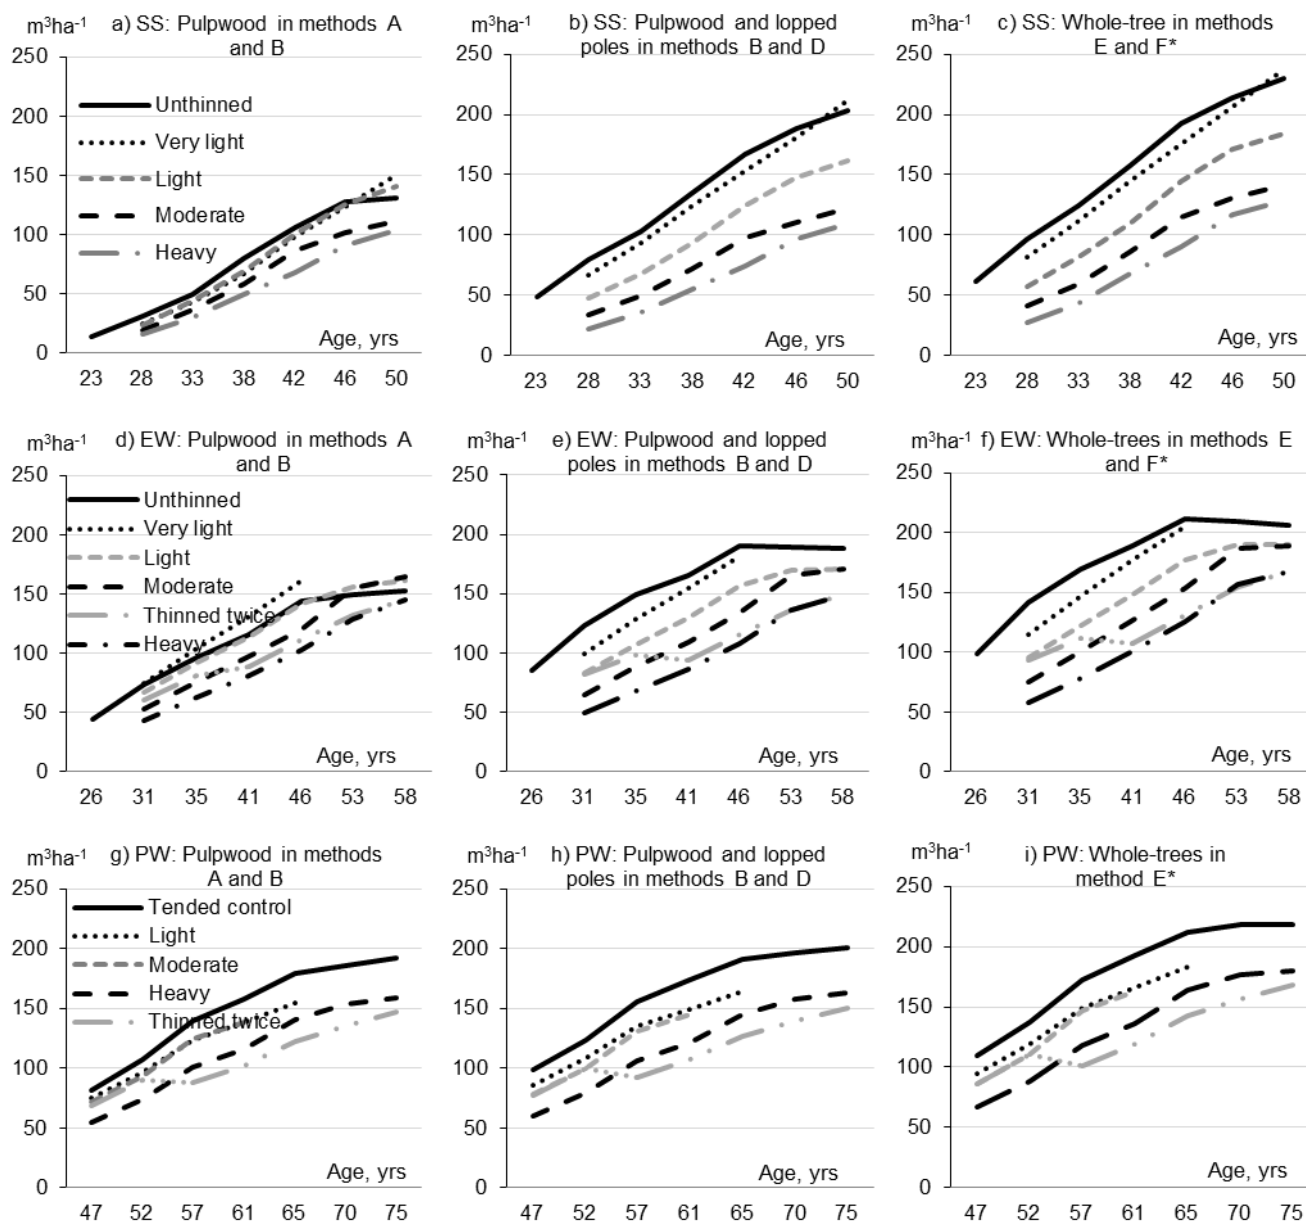 m³ha⁻¹
a) SS: Pulpwood in methods A
and B
250
200
150
100
50
0
Unthinned
Very light
Light
Moderate
Heavy
Age, yrs
23 28 33 38 42 46 50
m³ha⁻¹
b) SS: Pulpwood and lopped
poles in methods B and D
250
200
150
100
50
0
Age, yrs
23 28 33 38 42 46 50
m³ha⁻¹
c) SS: Whole-tree in methods
E and F*
250
200
150
100
50
0
Age, yrs
23 28 33 38 42 46 50
m³ha⁻¹
d) EW: Pulpwood in methods A
and B
250
200
150
100
50
0
Unthinned
Very light
Light
Moderate
Thinned twice
Heavy
Age, yrs
26 31 35 41 46 53 58
m³ha⁻¹
e) EW: Pulpwood and lopped
poles in methods B and D
250
200
150
100
50
0
Age, yrs
26 31 35 41 46 53 58
m³ha⁻¹
f) EW: Whole-trees in methods E
and F*
250
200
150
100
50
0
Age, yrs
26 31 35 41 46 53 58
m³ha⁻¹
g) PW: Pulpwood in methods
A and B
250
200
150
100
50
0
Tended control
Light
Moderate
Heavy
Thinned twice
Age, yrs
47 52 57 61 65 70 75
m³ha⁻¹
h) PW: Pulpwood and lopped
poles in methods B and D
250
200
150
100
50
0
Age, yrs
47 52 57 61 65 70 75
m³ha⁻¹
i) PW: Whole-trees in
method E*
250
200
150
100
50
0
Age, yrs
47 52 57 61 65 70 75